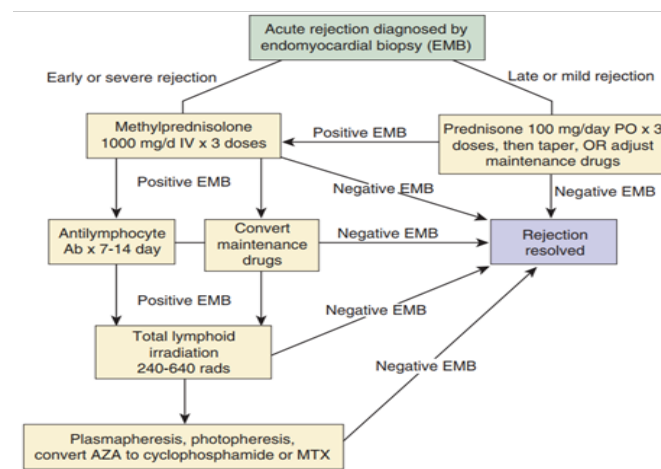 Acute rejection diagnosed by
endomyocardial biopsy (EMB)
Early or severe rejection
Late or mild rejection
Methylprednisolone
1000 mg/d IV x 3 doses
Positive EMB
Prednisone 100 mg/day PO x 3
doses, then taper, OR adjust
maintenance drugs
Positive EMB
Negative EMB
Negative EMB
Antilymphocyte
Ab x 7-14 day
Convert
maintenance
drugs
Negative EMB
Rejection
resolved
Positive EMB
Negative EMB
Total lymphoid
irradiation
240-640 rads
Negative EMB
Plasmapheresis, photopheresis,
convert AZA to cyclophosphamide or MTX